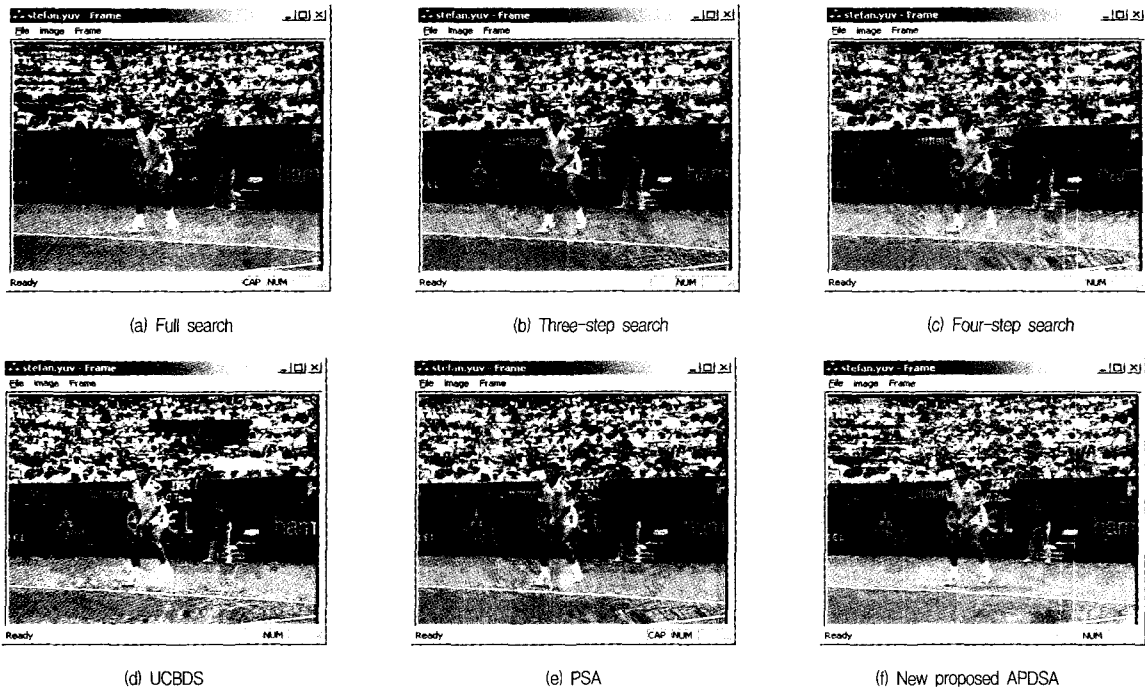 stefan.yuv - Frame
File Image Frame
Ready CAP NUM
(a) Full search
stefan.yuv - Frame
File Image Frame
NUM
(b) Three-step search
stefan.yuv - Frame
File Image Frame
Ready NUM
(c) Four-step search
stefan.yuv - Frame
File Image Frame
ham
Ready NUM
(d) UCBDS
stefan.yuv - Frame
File Image Frame
Ready CAP NUM
(e) PSA
stefan.yuv - Frame
File Image Frame
ham
Ready NUM
(f) New proposed APDSA